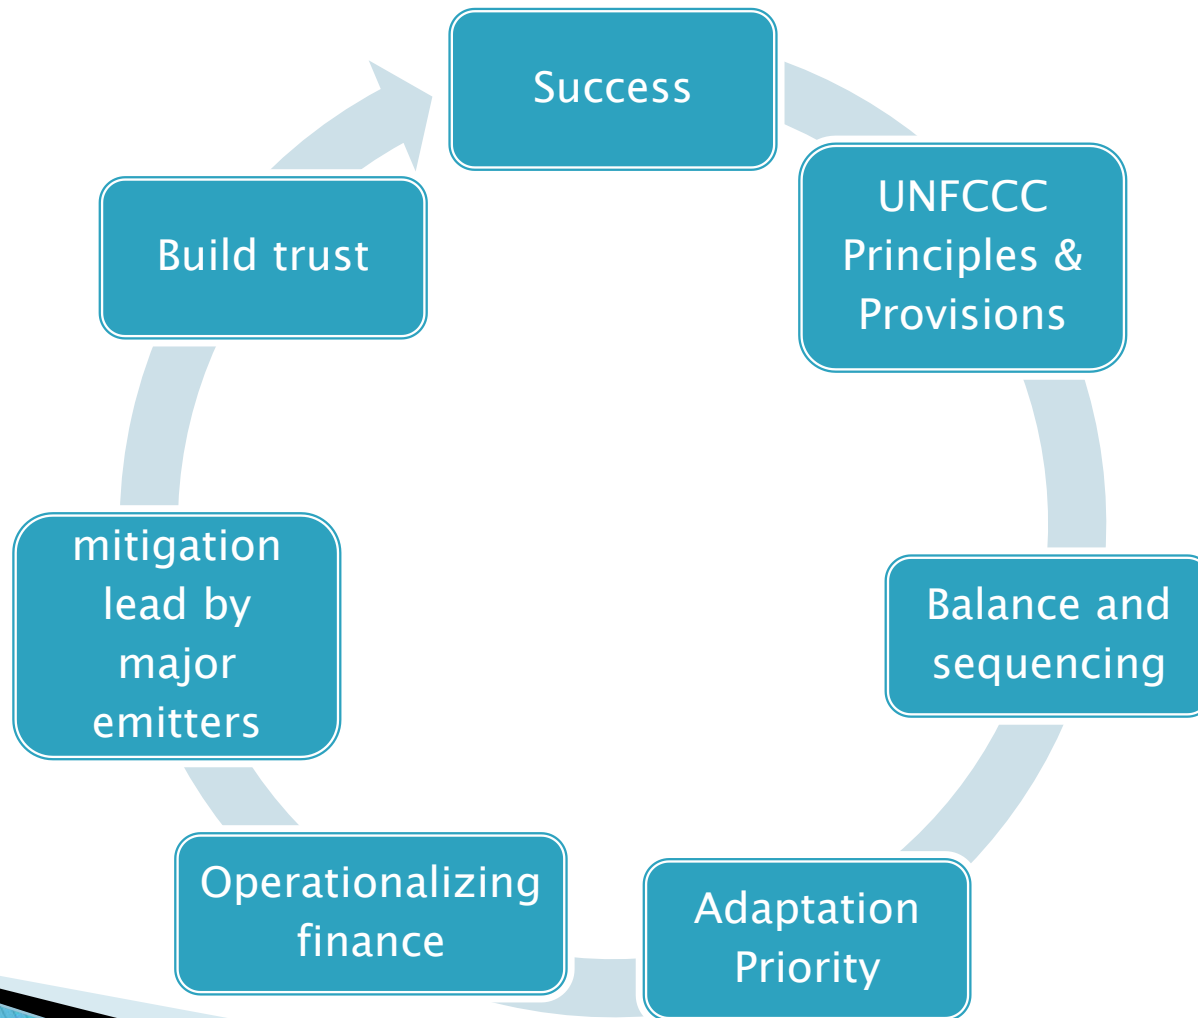 Success
UNFCCC
Principles &
Provisions
Balance and
sequencing
Adaptation
Priority
Operationalizing
finance
mitigation
lead by
major
emitters
Build trust